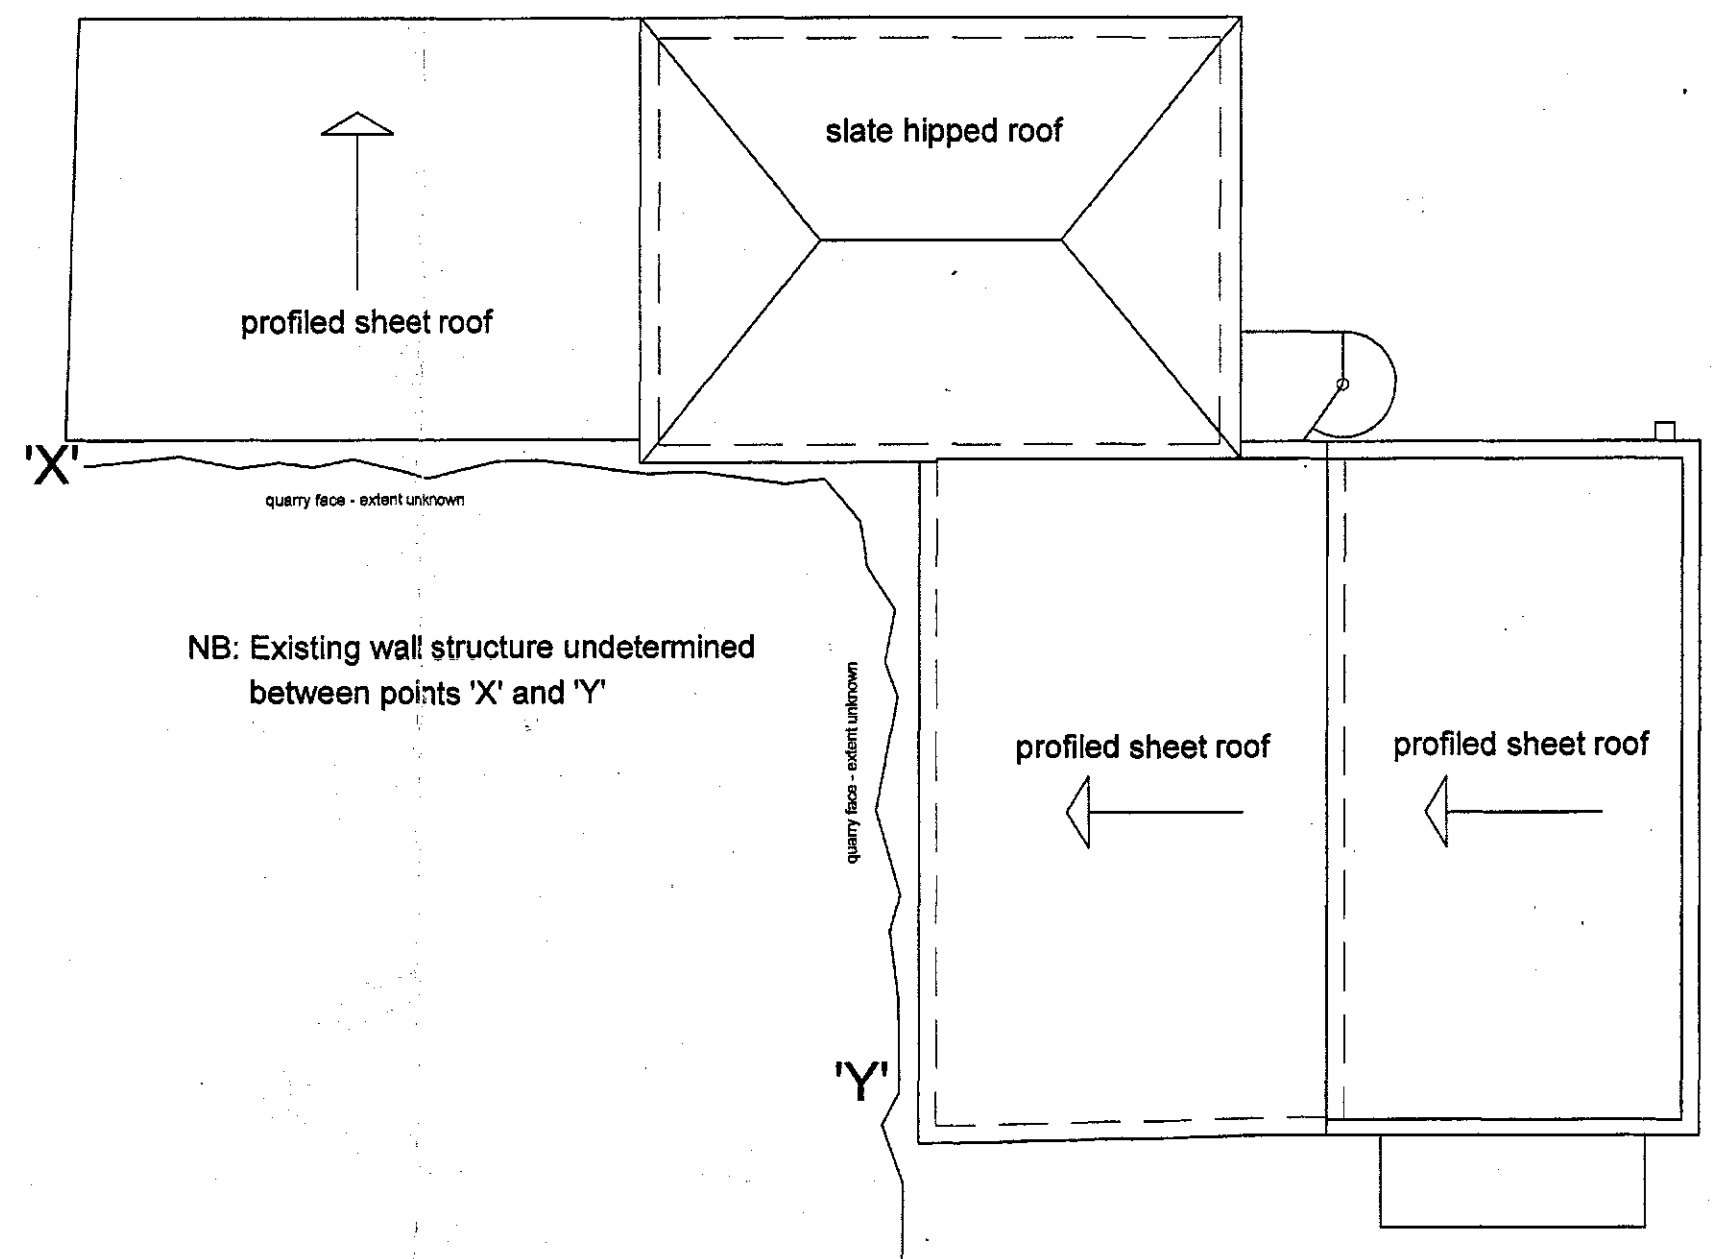 slate hipped roof
profiled sheet roof
'X'
quarry face - extent unknown
NB: Existing wall structure undetermined
between points 'X' and 'Y'
quarry face - extent unknown
profiled sheet roof
profiled sheet roof
'Y'